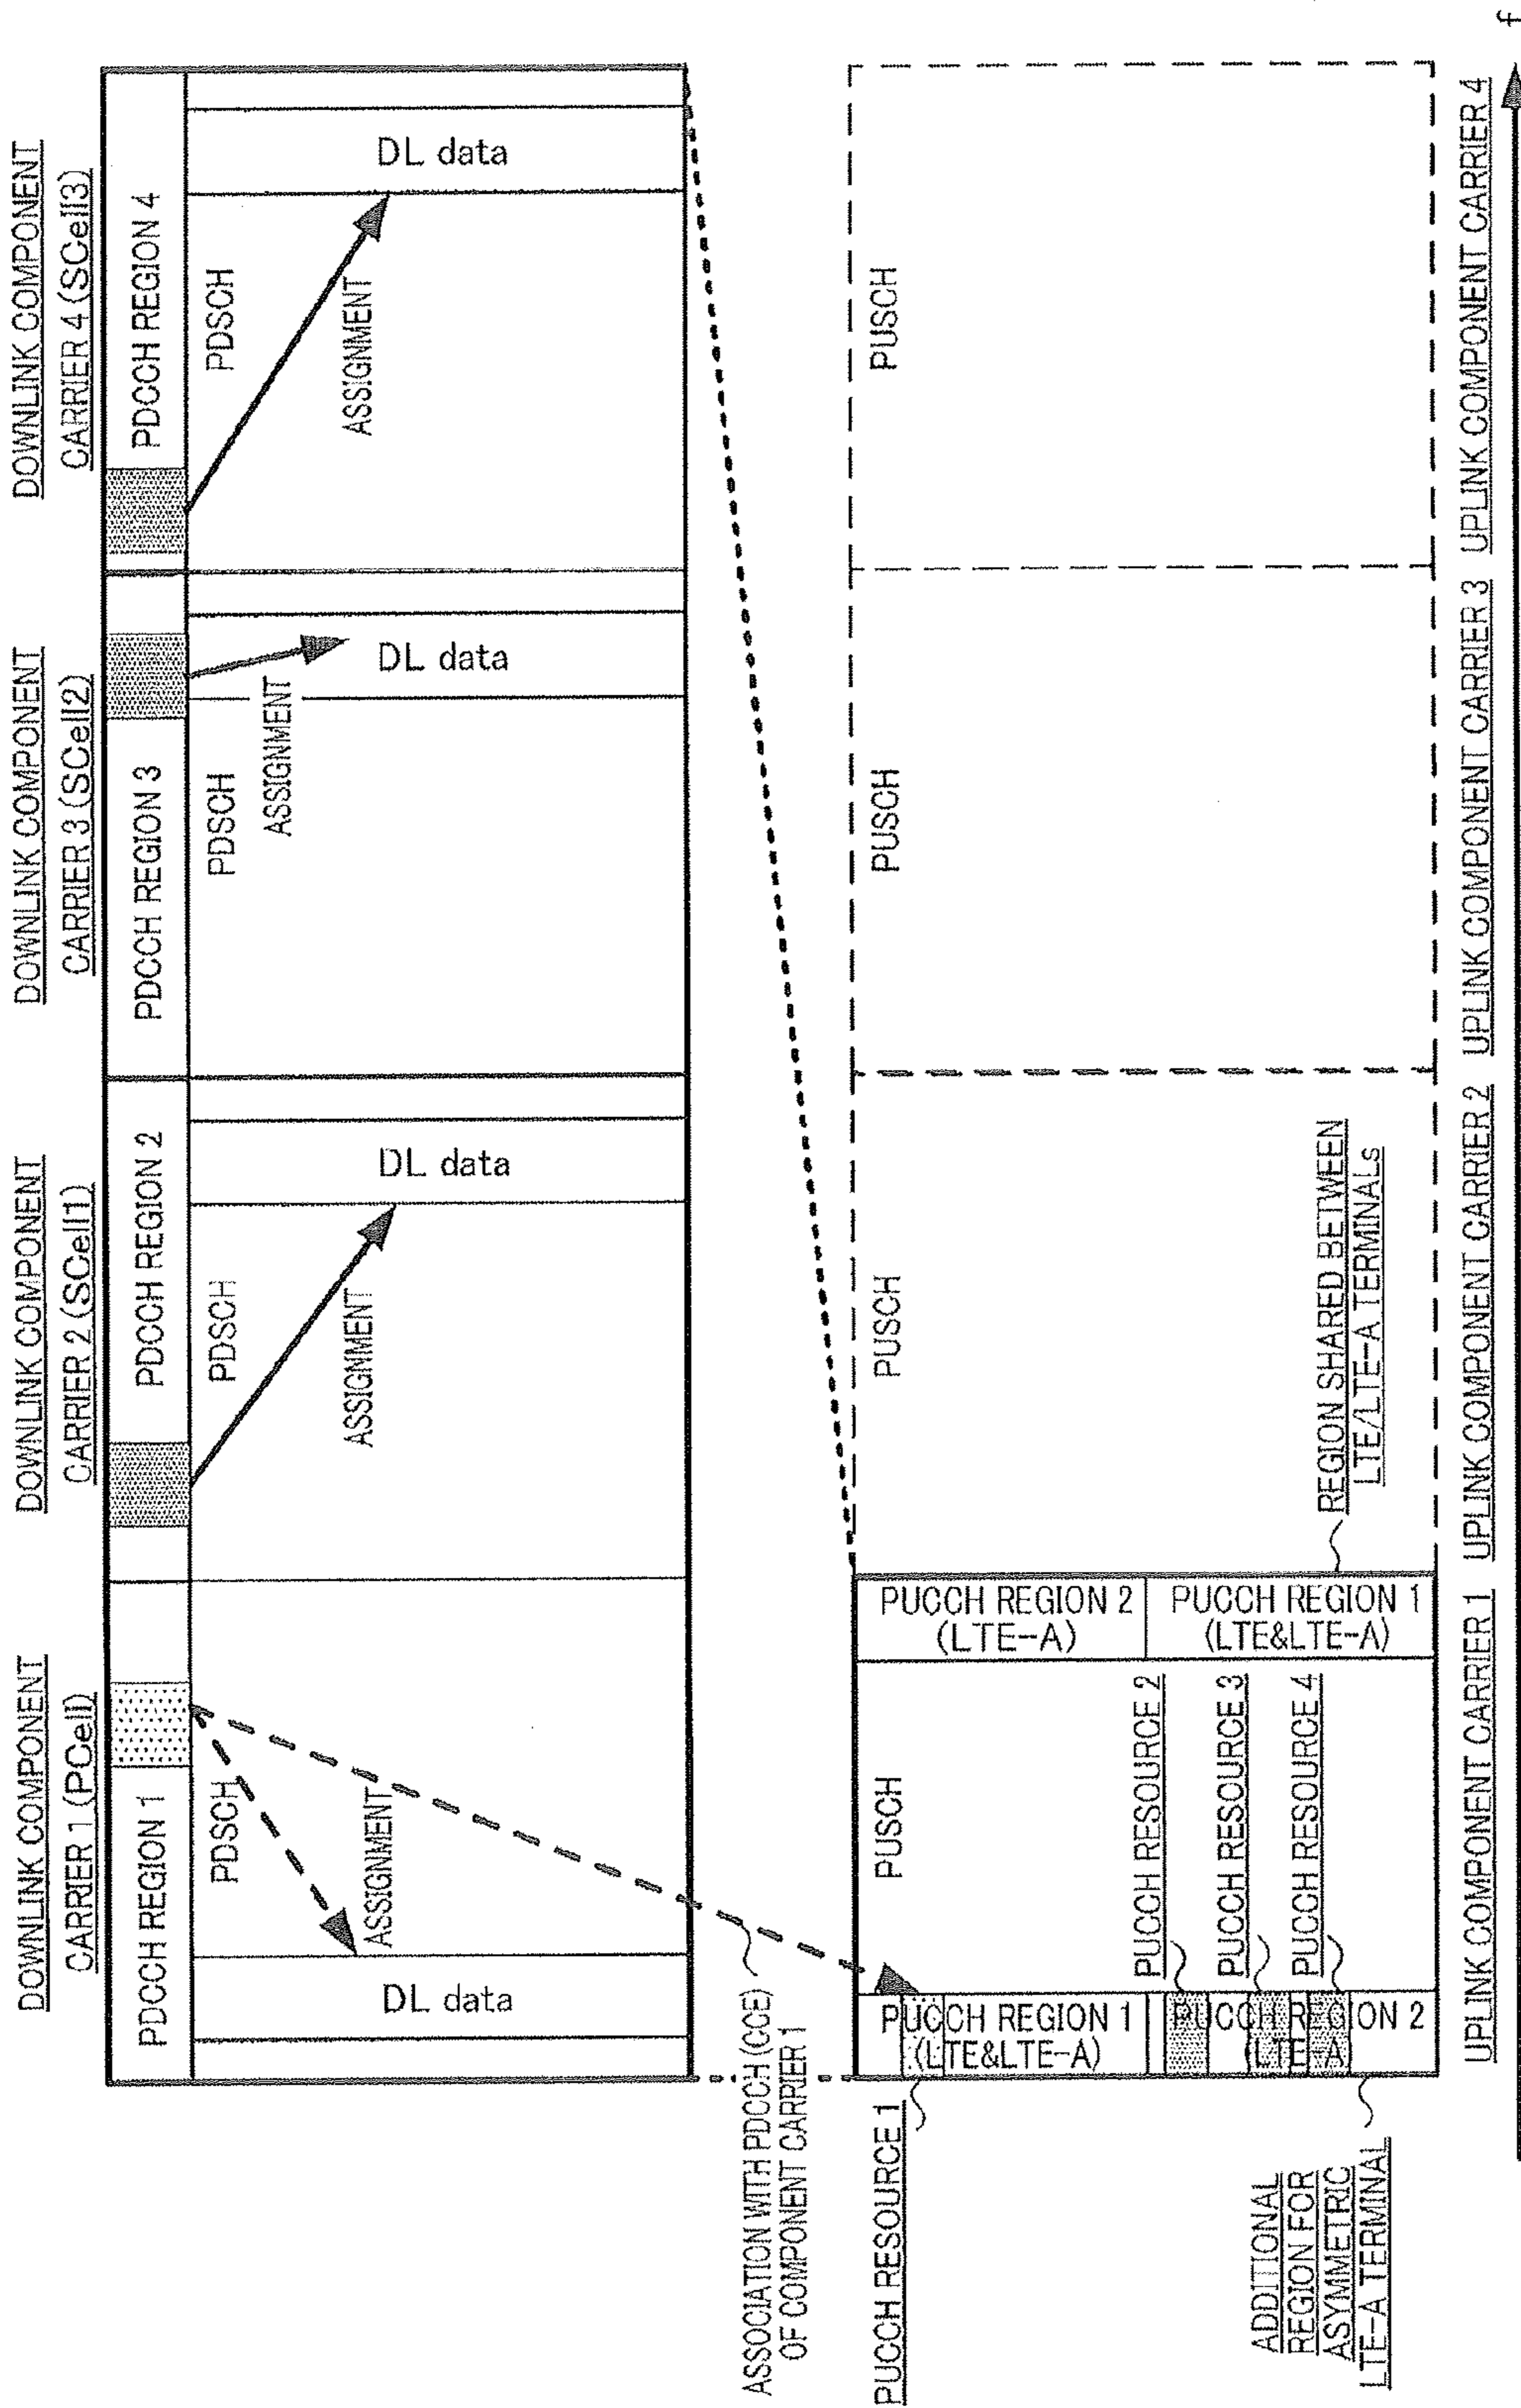 DOWNLINK COMPONENT
CARRIER 1 (PCell)
DOWNLINK COMPONENT
CARRIER 2 (SCell1)
DOWNLINK COMPONENT
CARRIER 3 (SCell2)
DOWNLINK COMPONENT
CARRIER 4 (SCell3)
PDCCH REGION 1
PDCCH REGION 2
PDCCH REGION 3
PDCCH REGION 4
PDSCH
PDSCH
PDSCH
PDSCH
ASSIGNMENT
ASSIGNMENT
ASSIGNMENT
ASSIGNMENT
DL data
DL data
DL data
DL data
ASSOCIATION WITH PDCCH (CCE)
OF COMPONENT CARRIER 1
PUCCH RESOURCE 1
PUCCH REGION 1
(LTE&LTE-A)
PUSCH
PUCCH REGION 2
(LTE-A)
PUSCH
PUSCH
PUSCH
PUCCH RESOURCE 2
PUCCH RESOURCE 3
PUCCH RESOURCE 4
PUCCH REGION 2
(LTE-A)
PUCCH REGION 1
(LTE&LTE-A)
REGION SHARED BETWEEN
LTE/LTE-A TERMINALs
ADDITIONAL
REGION FOR
ASYMMETRIC
LTE-A TERMINAL
UPLINK COMPONENT CARRIER 1
UPLINK COMPONENT CARRIER 2
UPLINK COMPONENT CARRIER 3
UPLINK COMPONENT CARRIER 4
f